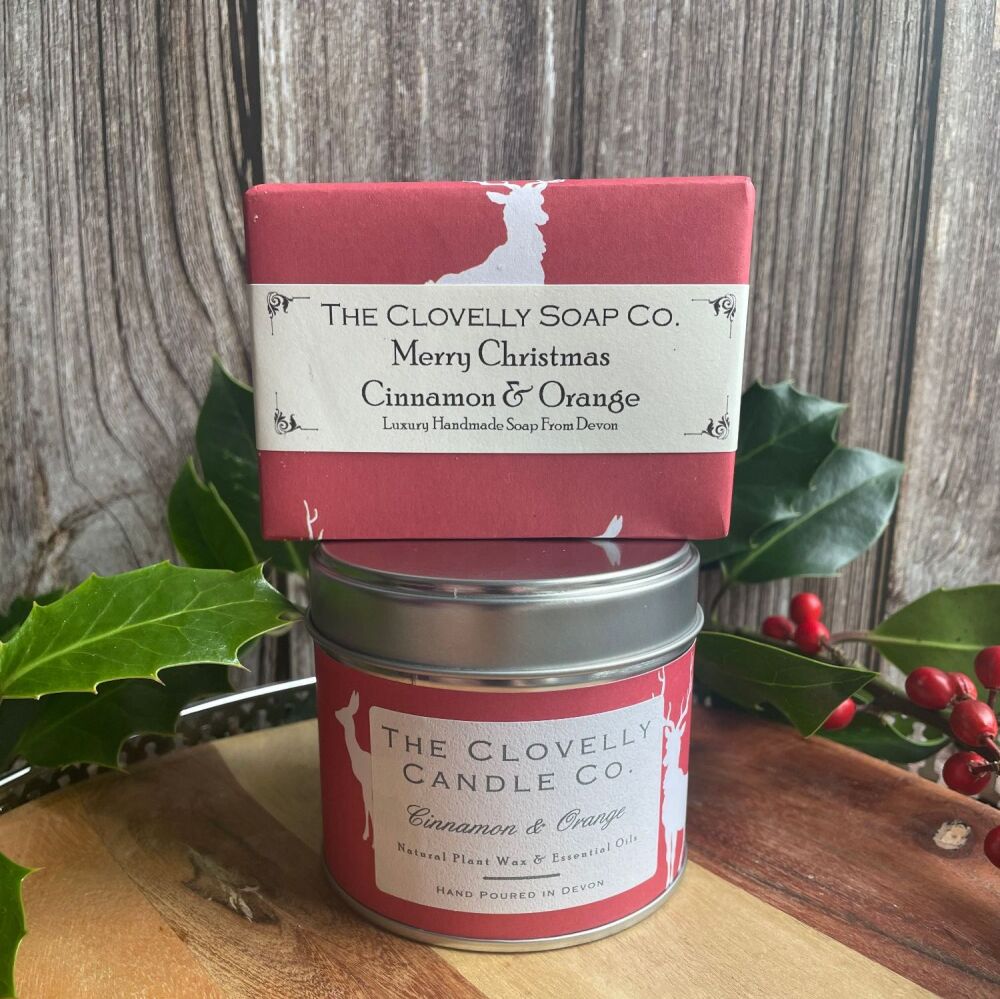 The Clovelly Soap Co.
Merry Christmas
Cinnamon & Orange
Luxury Handmade Soap From Devon
The Clovelly
Candle Co.
Cinnamon & Orange
Natural Plant Wax & Essential Oils
Hand Poured in Devon